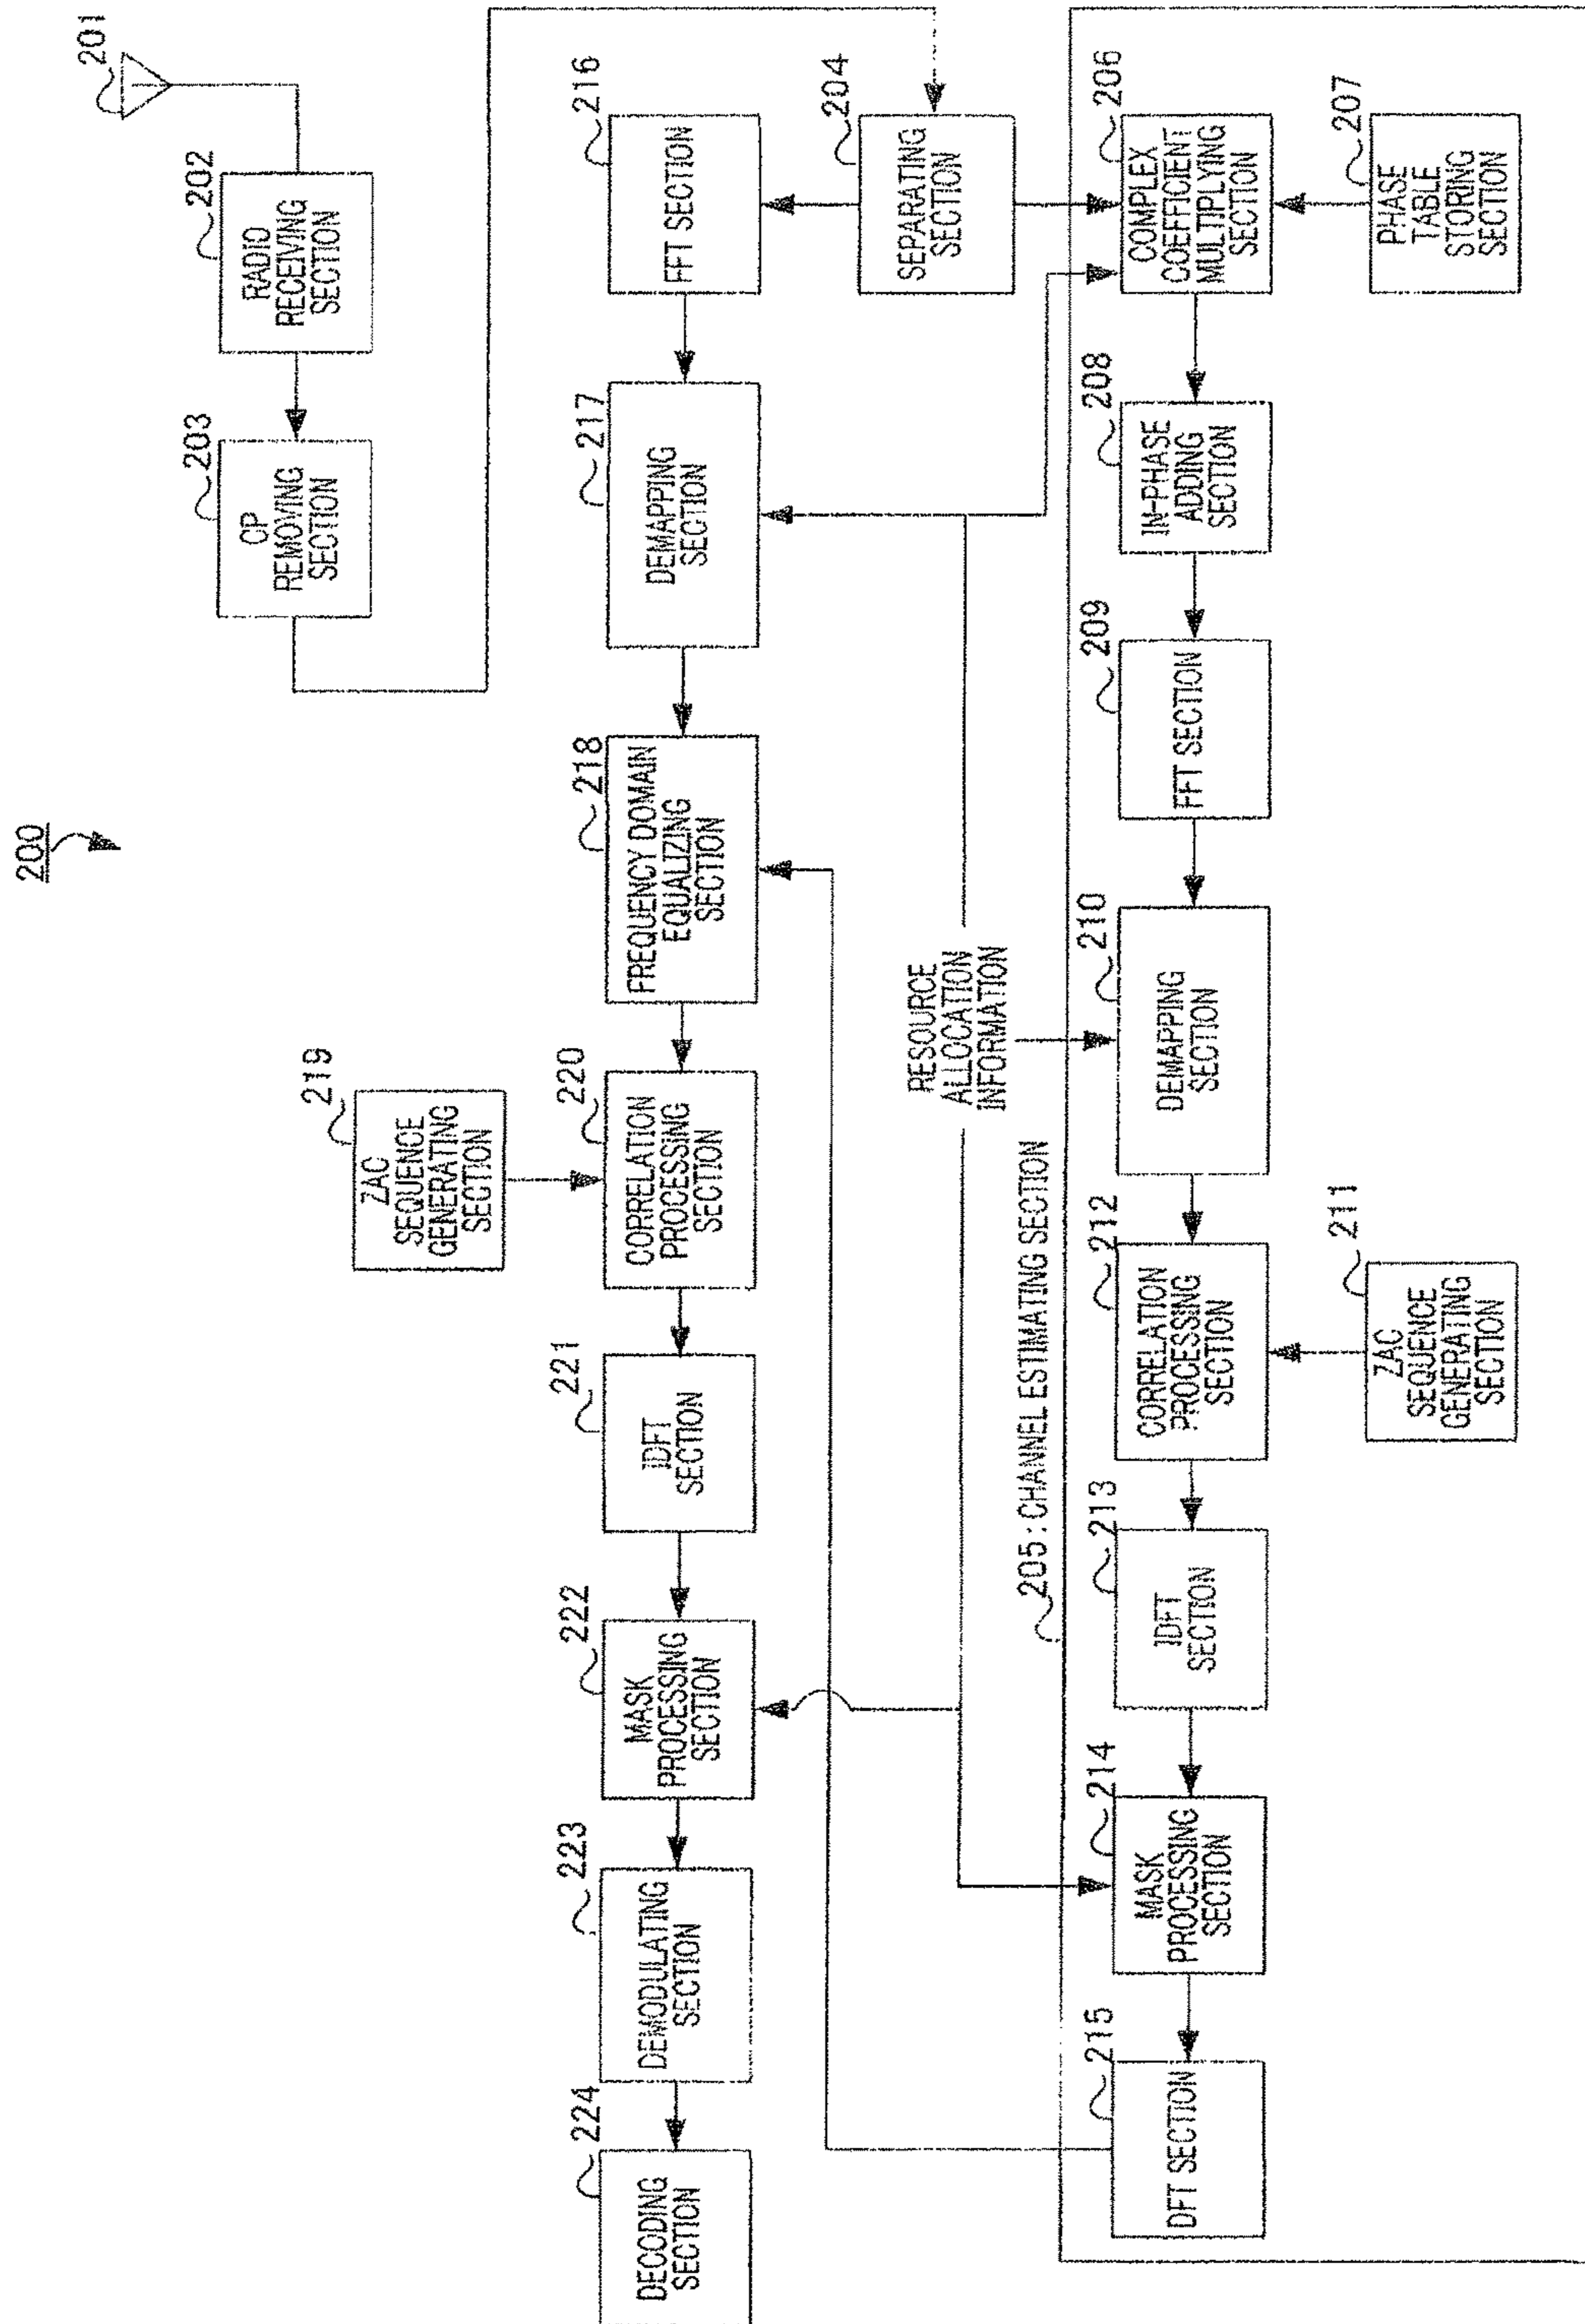 200
201
202
RADIO
RECEIVING
SECTION
203
CP
REMOVING
SECTION
216
FFT SECTION
217
DEMAPPING
SECTION
218
FREQUENCY DOMAIN
EQUALIZING
SECTION
219
ZAC
SEQUENCE
GENERATING
SECTION
220
CORRELATION
PROCESSING
SECTION
221
IDFT
SECTION
222
MASK
PROCESSING
SECTION
223
DEMODULATING
SECTION
224
DECODING
SECTION
204
SEPARATING
SECTION
RESOURCE
ALLOCATION
INFORMATION
205 : CHANNEL ESTIMATING SECTION
206
COMPLEX
COEFFICIENT
MULTIPLYING
SECTION
207
PHASE
TABLE
STORING
SECTION
208
IN-PHASE
ADDING
SECTION
209
FFT SECTION
210
DEMAPPING
SECTION
212
CORRELATION
PROCESSING
SECTION
211
ZAC
SEQUENCE
GENERATING
SECTION
213
IDFT
SECTION
214
MASK
PROCESSING
SECTION
215
DFT SECTION